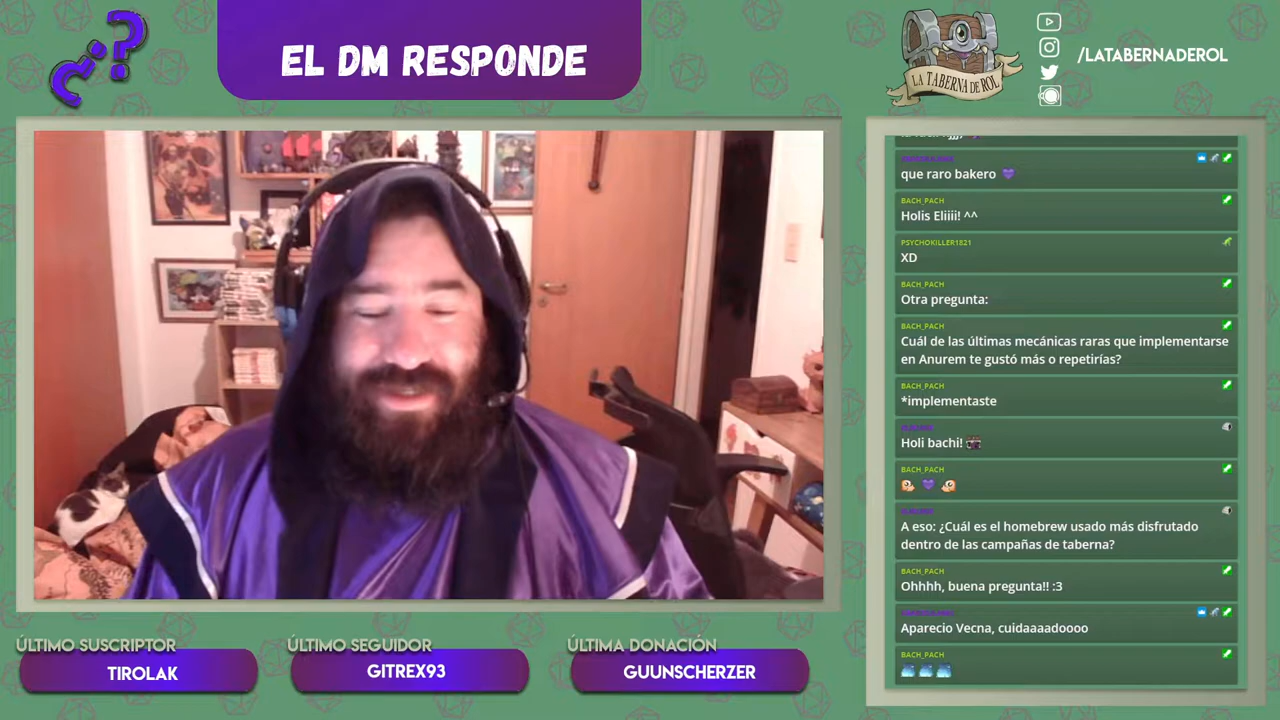 EL DM RESPONDE
LA TABERNA DE ROL
/LATABERNADEROL
que raro bakero
BACH_PACH
Holis Eliiii! ^^
PSYCHOKILLER1821
XD
BACH_PACH
Otra pregunta:
BACH_PACH
Cuál de las últimas mecánicas raras que implementarse
en Anurem te gustó más o repetirías?
BACH_PACH
*implementaste
Holi bachi!
BACH_PACH
A eso: ¿Cuál es el homebrew usado más disfrutado
dentro de las campañas de taberna?
BACH_PACH
Ohhhh, buena pregunta!! :3
Aparecio Vecna, cuidaaaadoooo
BACH_PACH
ÚLTIMO SUSCRIPTOR
TIROLAK
ÚLTIMO SEGUIDOR
GITREX93
ÚLTIMA DONACIÓN
GUUNSCHERZER